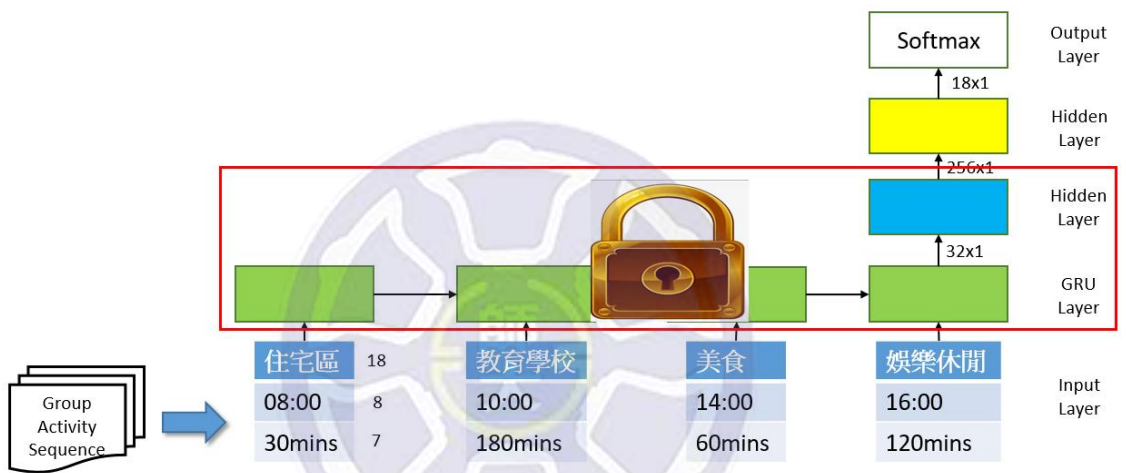 Softmax
Output
Layer
18x1
Hidden
Layer
256x1
Hidden
Layer
32x1
GRU
Layer
住宅區 18 教育學校 美食 娛樂休閒
08:00 8 10:00 14:00 16:00
30mins 7 180mins 60mins 120mins
Input
Layer
Group
Activity
Sequence
師